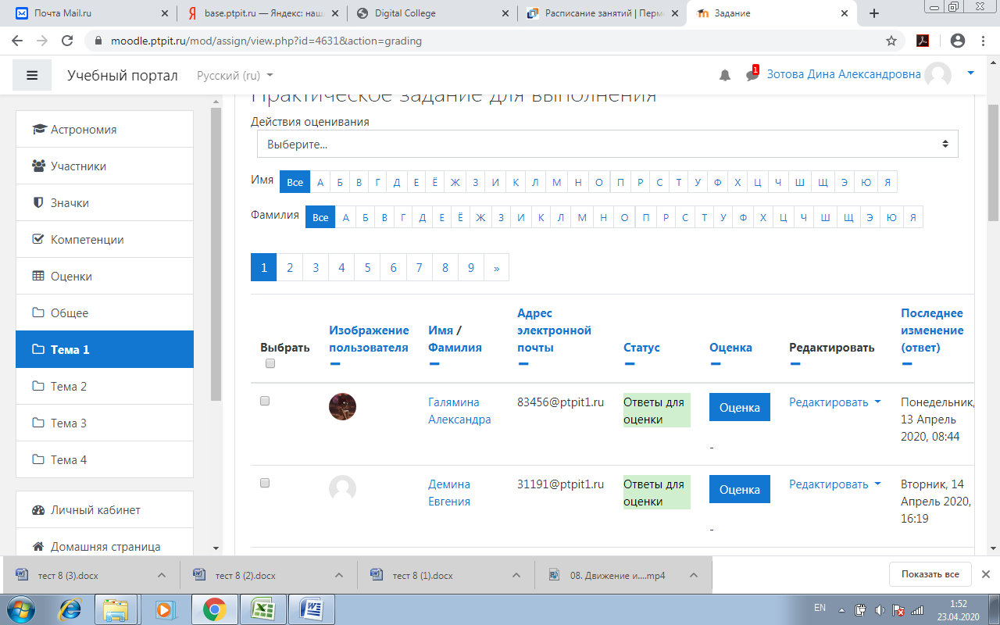 Почта Mail.ru
base.ptpit.ru — Яндекс: наш
Digital College
Расписание занятий | Перм
Задание
moodle.ptpit.ru/mod/assign/view.php?id=4631&action=grading
Учебный портал
Русский (ru)
1
Зотова Дина Александровна
Астрономия
Участники
Значки
Компетенции
Оценки
Общее
Тема 1
Тема 2
Тема 3
Тема 4
Личный кабинет
Домашняя страница
Практическое задание для выполнения
Действия оценивания
Выберите...
Имя Все А Б В Г Д Е Ё Ж З И К Л М Н О П Р С Т У Ф Х Ц Ч Ш Щ Э Ю Я
Фамилия Все А Б В Г Д Е Ё Ж З И К Л М Н О П Р С Т У Ф Х Ц Ч Ш Щ Э Ю Я
1 2 3 4 5 6 7 8 9 »
Выбрать
Изображение
пользователя
Имя /
Фамилия
Адрес
электронной
почты
Статус
Оценка
Редактировать
Последнее
изменение
(ответ)
Галямина
Александра
83456@ptpit1.ru
Ответы для
оценки
Оценка
-
Редактировать
Понедельник,
13 Апрель
2020, 08:44
Демина
Евгения
31191@ptpit1.ru
Ответы для
оценки
Оценка
-
Редактировать
Вторник, 14
Апрель 2020,
16:19
тест 8 (3).docx
тест 8 (2).docx
тест 8 (1).docx
08. Движение и....mp4
Показать все
EN
1:52
23.04.2020